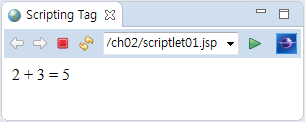 Scripting Tag
/ch02/scriptlet01.jsp
2 + 3 = 5